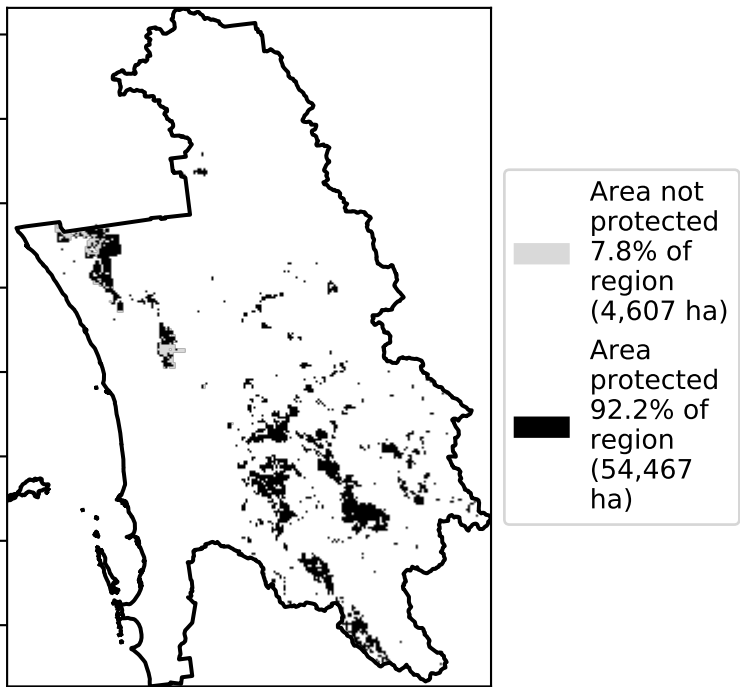 Area not
protected
7.8% of
region
(4,607 ha)
Area
protected
92.2% of
region
(54,467
ha)